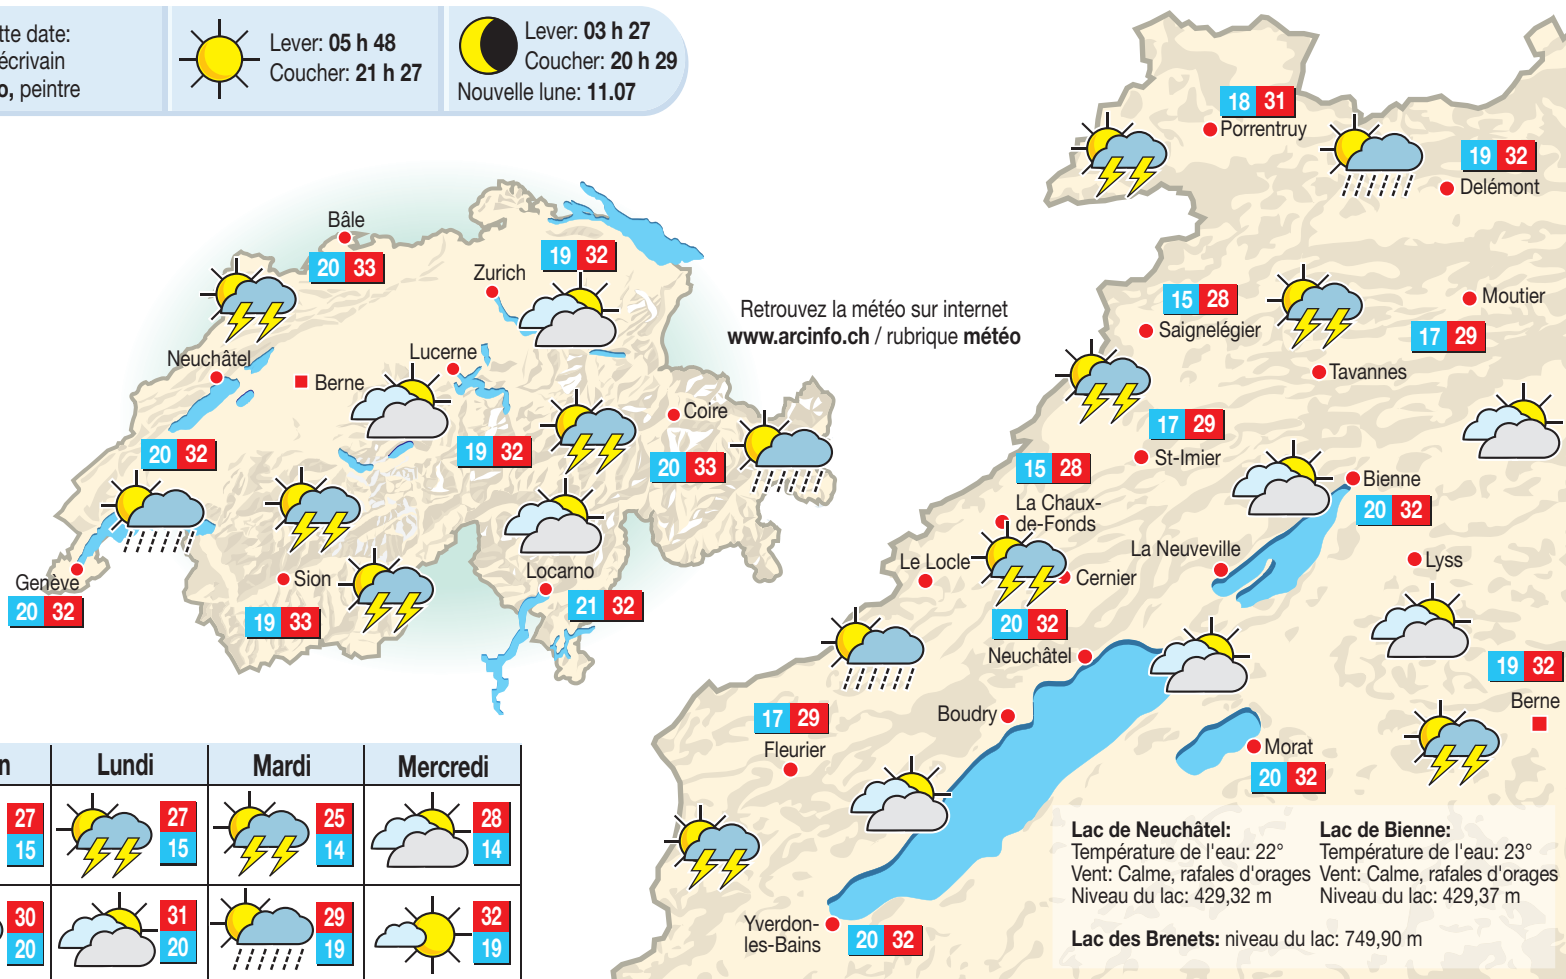 tte date:
écrivain
o, peintre
Lever: 05 h 48
Coucher: 21 h 27
Lever: 03 h 27
Coucher: 20 h 29
Nouvelle lune: 11.07
Bâle
20 33
19 32
Zurich
Neuchâtel
20 32
Lucerne
19 32
Berne
Coire
20 33
Genève
20 32
Sion
19 33
Locarno
21 32
Retrouvez la météo sur internet
www.arcinfo.ch / rubrique météo
18 31
Porrentruy
19 32
Delémont
15 28
Saignelégier
Moutier
17 29
Tavannes
17 29
St-Imier
15 28
La Chaux-
de-Fonds
Bienne
20 32
La Neuveville
Lyss
Le Locle
Cernier
20 32
Neuchâtel
19 32
Berne
Boudry
17 29
Fleurier
Morat
20 32
Yverdon-
les-Bains
20 32
Lac de Neuchâtel:
Température de l'eau: 22°
Vent: Calme, rafales d'orages
Niveau du lac: 429,32 m
Lac de Bienne:
Température de l'eau: 23°
Vent: Calme, rafales d'orages
Niveau du lac: 429,37 m
Lac des Brenets: niveau du lac: 749,90 m
n Lundi Mardi Mercredi
27 27 25 28
15 15 14 14
30 31 29 32
20 20 19 19